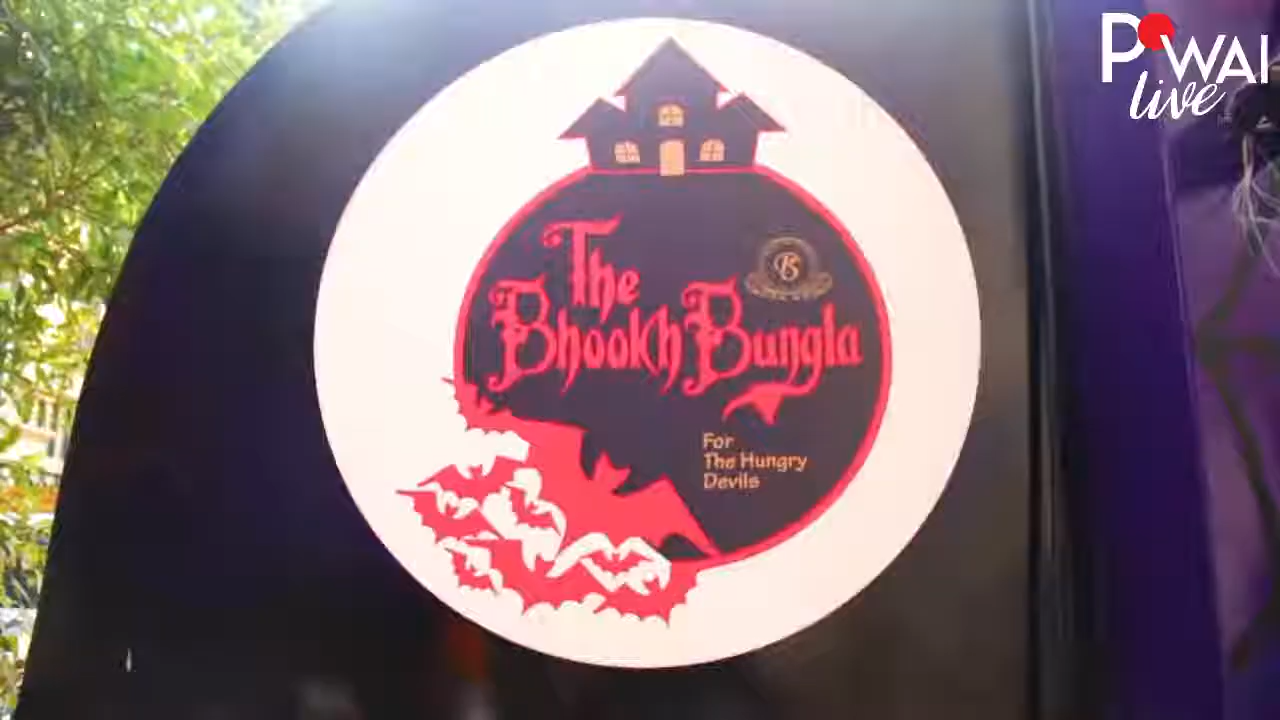 POWAI
live
The
Bhookh Bungla
B
For
The Hungry
Devils